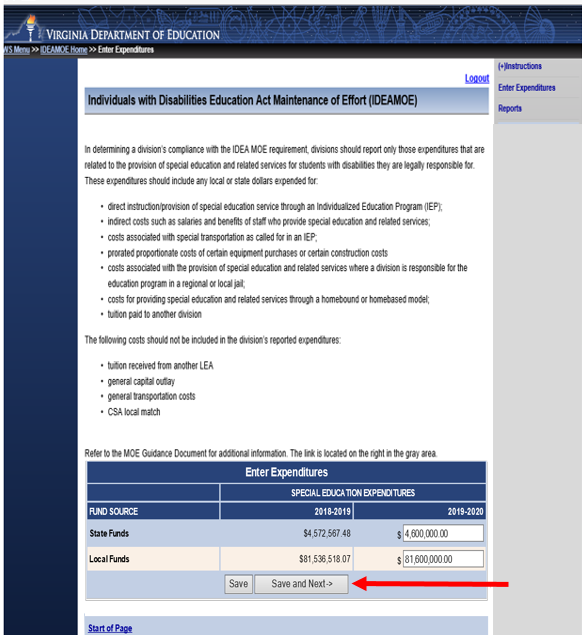 VIRGINIA DEPARTMENT OF EDUCATION
WS Menu >> IDEAMOE Home >> Enter Expenditures
Logout
(+)Instructions
Enter Expenditures
Reports
Individuals with Disabilities Education Act Maintenance of Effort (IDEAMOE)
In determining a division's compliance with the IDEA MOE requirement, divisions should report only those expenditures that are
related to the provision of special education and related services for students with disabilities they are legally responsible for.
These expenditures should include any local or state dollars expended for:
• direct instruction/provision of special education service through an Individualized Education Program (IEP);
• indirect costs such as salaries and benefits of staff who provide special education and related services;
• costs associated with special transportation as called for in an IEP;
• prorated proportionate costs of certain equipment purchases or certain construction costs
• costs associated with the provision of special education and related services where a division is responsible for the
education program in a regional or local jail;
• costs for providing special education and related services through a homebound or homebased model;
• tuition paid to another division
The following costs should not be included in the division's reported expenditures:
• tuition received from another LEA
• general capital outlay
• general transportation costs
• CSA local match
Refer to the MOE Guidance Document for additional information. The link is located on the right in the gray area.
Enter Expenditures
SPECIAL EDUCATION EXPENDITURES
FUND SOURCE 2018-2019 2019-2020
State Funds $4,572,567.48 $ 4,600,000.00
Local Funds $81,536,518.07 $ 81,600,000.00
Save Save and Next->
Start of Page